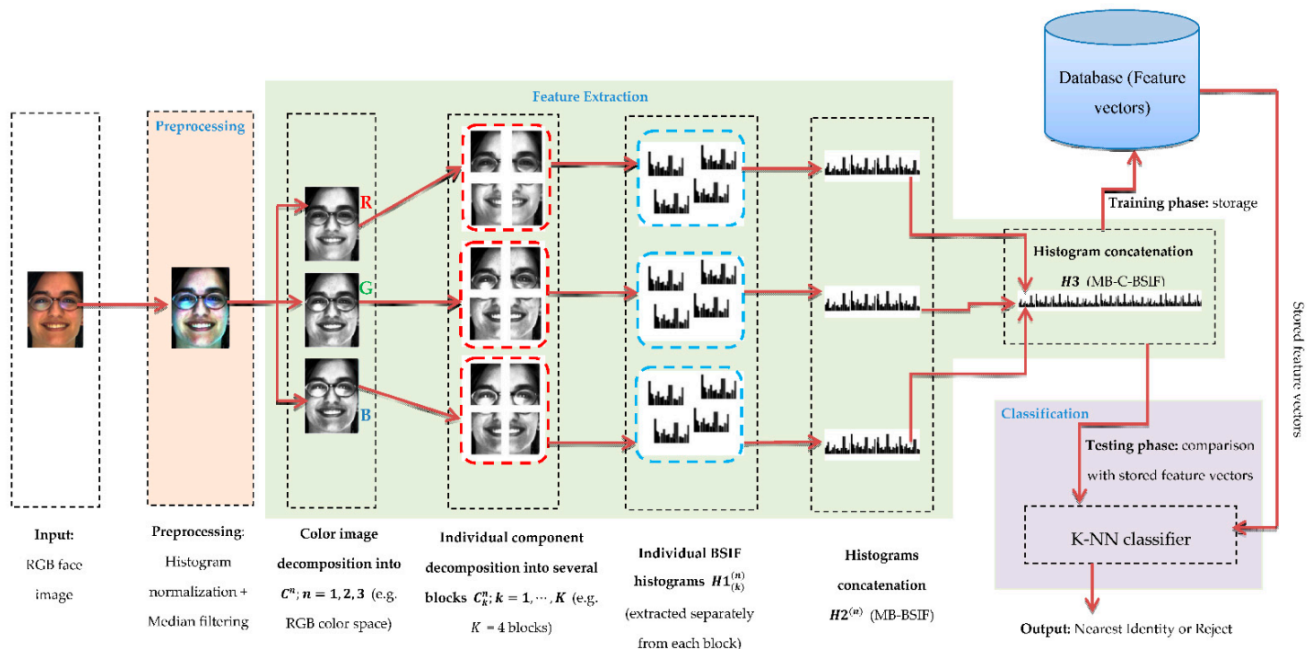 Feature Extraction
Preprocessing
R
G
B
Database (Feature
vectors)
Training phase: storage
Histogram concatenation
H3 (MB-C-BSIF)
Stored feature vectors
Classification
Testing phase: comparison
with stored feature vectors
K-NN classifier
Output: Nearest Identity or Reject
Input:
RGB face
image
Preprocessing:
Histogram
normalization +
Median filtering
Color image
decomposition into
Cⁿ; n = 1, 2, 3 (e.g.
RGB color space)
Individual component
decomposition into several
blocks Cₖⁿ; k = 1, ⋯, K (e.g.
K = 4 blocks)
Individual BSIF
histograms H1₍ₖ₎⁽ⁿ⁾
(extracted separately
from each block)
Histograms
concatenation
H2⁽ⁿ⁾ (MB-BSIF)